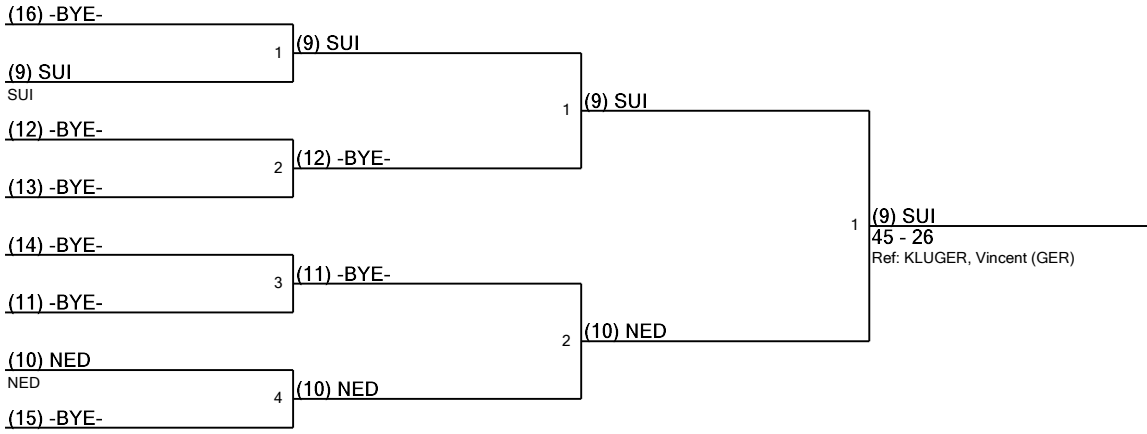 (16) -BYE-
1
(9) SUI
(9) SUI
SUI
1
(9) SUI
(12) -BYE-
2
(12) -BYE-
(13) -BYE-
1
(9) SUI
45 - 26
Ref: KLUGER, Vincent (GER)
(14) -BYE-
3
(11) -BYE-
(11) -BYE-
2
(10) NED
(10) NED
NED
4
(10) NED
(15) -BYE-